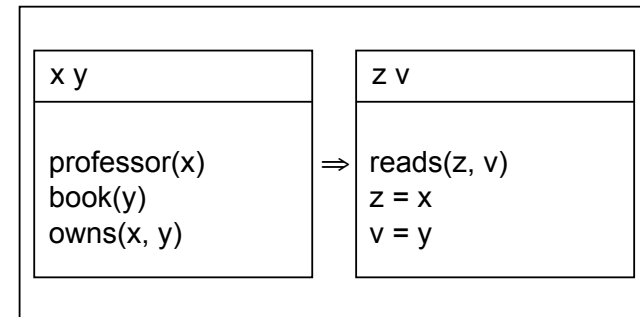 x y
professor(x)
book(y)
owns(x, y)
⇒
z v
reads(z, v)
z = x
v = y